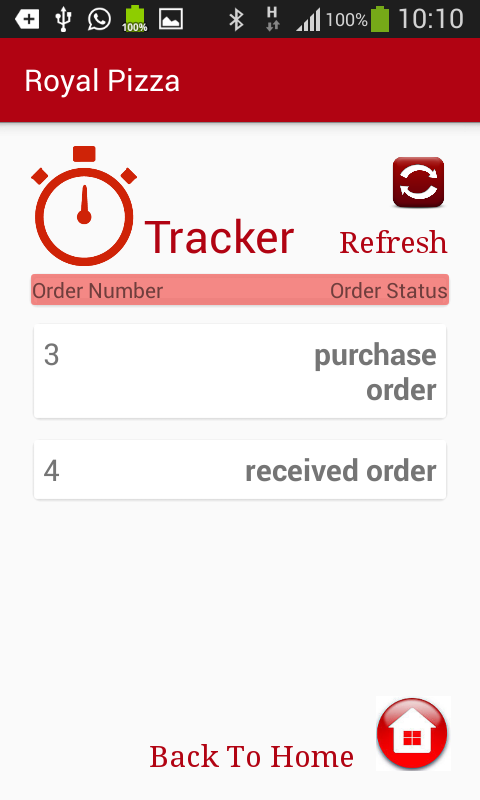 100%
H
100%
10:10
Royal Pizza
Tracker
Refresh
Order Number
Order Status
3
purchase
order
4
received order
Back To Home